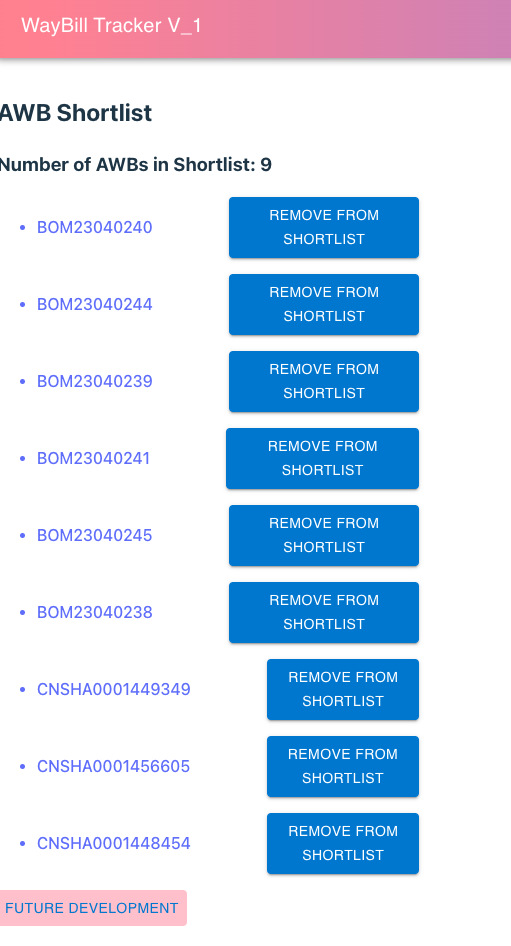 WayBill Tracker V_1
AWB Shortlist
Number of AWBs in Shortlist: 9
BOM23040240
REMOVE FROM
SHORTLIST
BOM23040244
REMOVE FROM
SHORTLIST
BOM23040239
REMOVE FROM
SHORTLIST
BOM23040241
REMOVE FROM
SHORTLIST
BOM23040245
REMOVE FROM
SHORTLIST
BOM23040238
REMOVE FROM
SHORTLIST
CNSHA0001449349
REMOVE FROM
SHORTLIST
CNSHA0001456605
REMOVE FROM
SHORTLIST
CNSHA0001448454
REMOVE FROM
SHORTLIST
FUTURE DEVELOPMENT